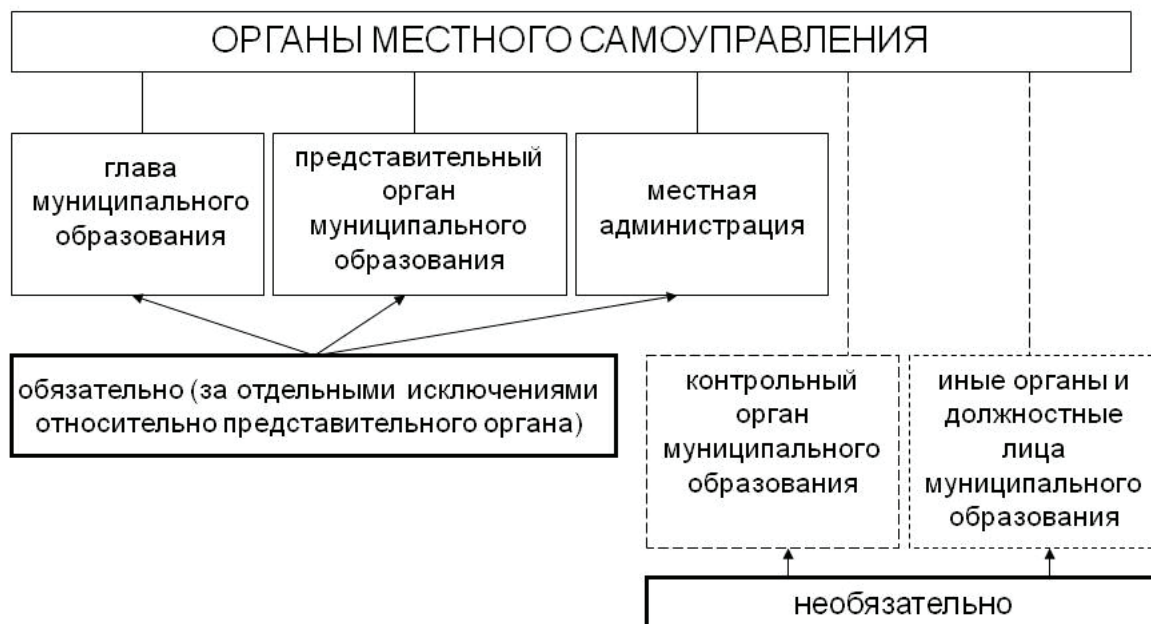 ОРГАНЫ МЕСТНОГО САМОУПРАВЛЕНИЯ
глава
муниципального
образования
представительный
орган
муниципального
образования
местная
администрация
обязательно (за отдельными исключениями
относительно представительного органа)
контрольный
орган
муниципального
образования
иные органы и
должностные
лица
муниципального
образования
необязательно